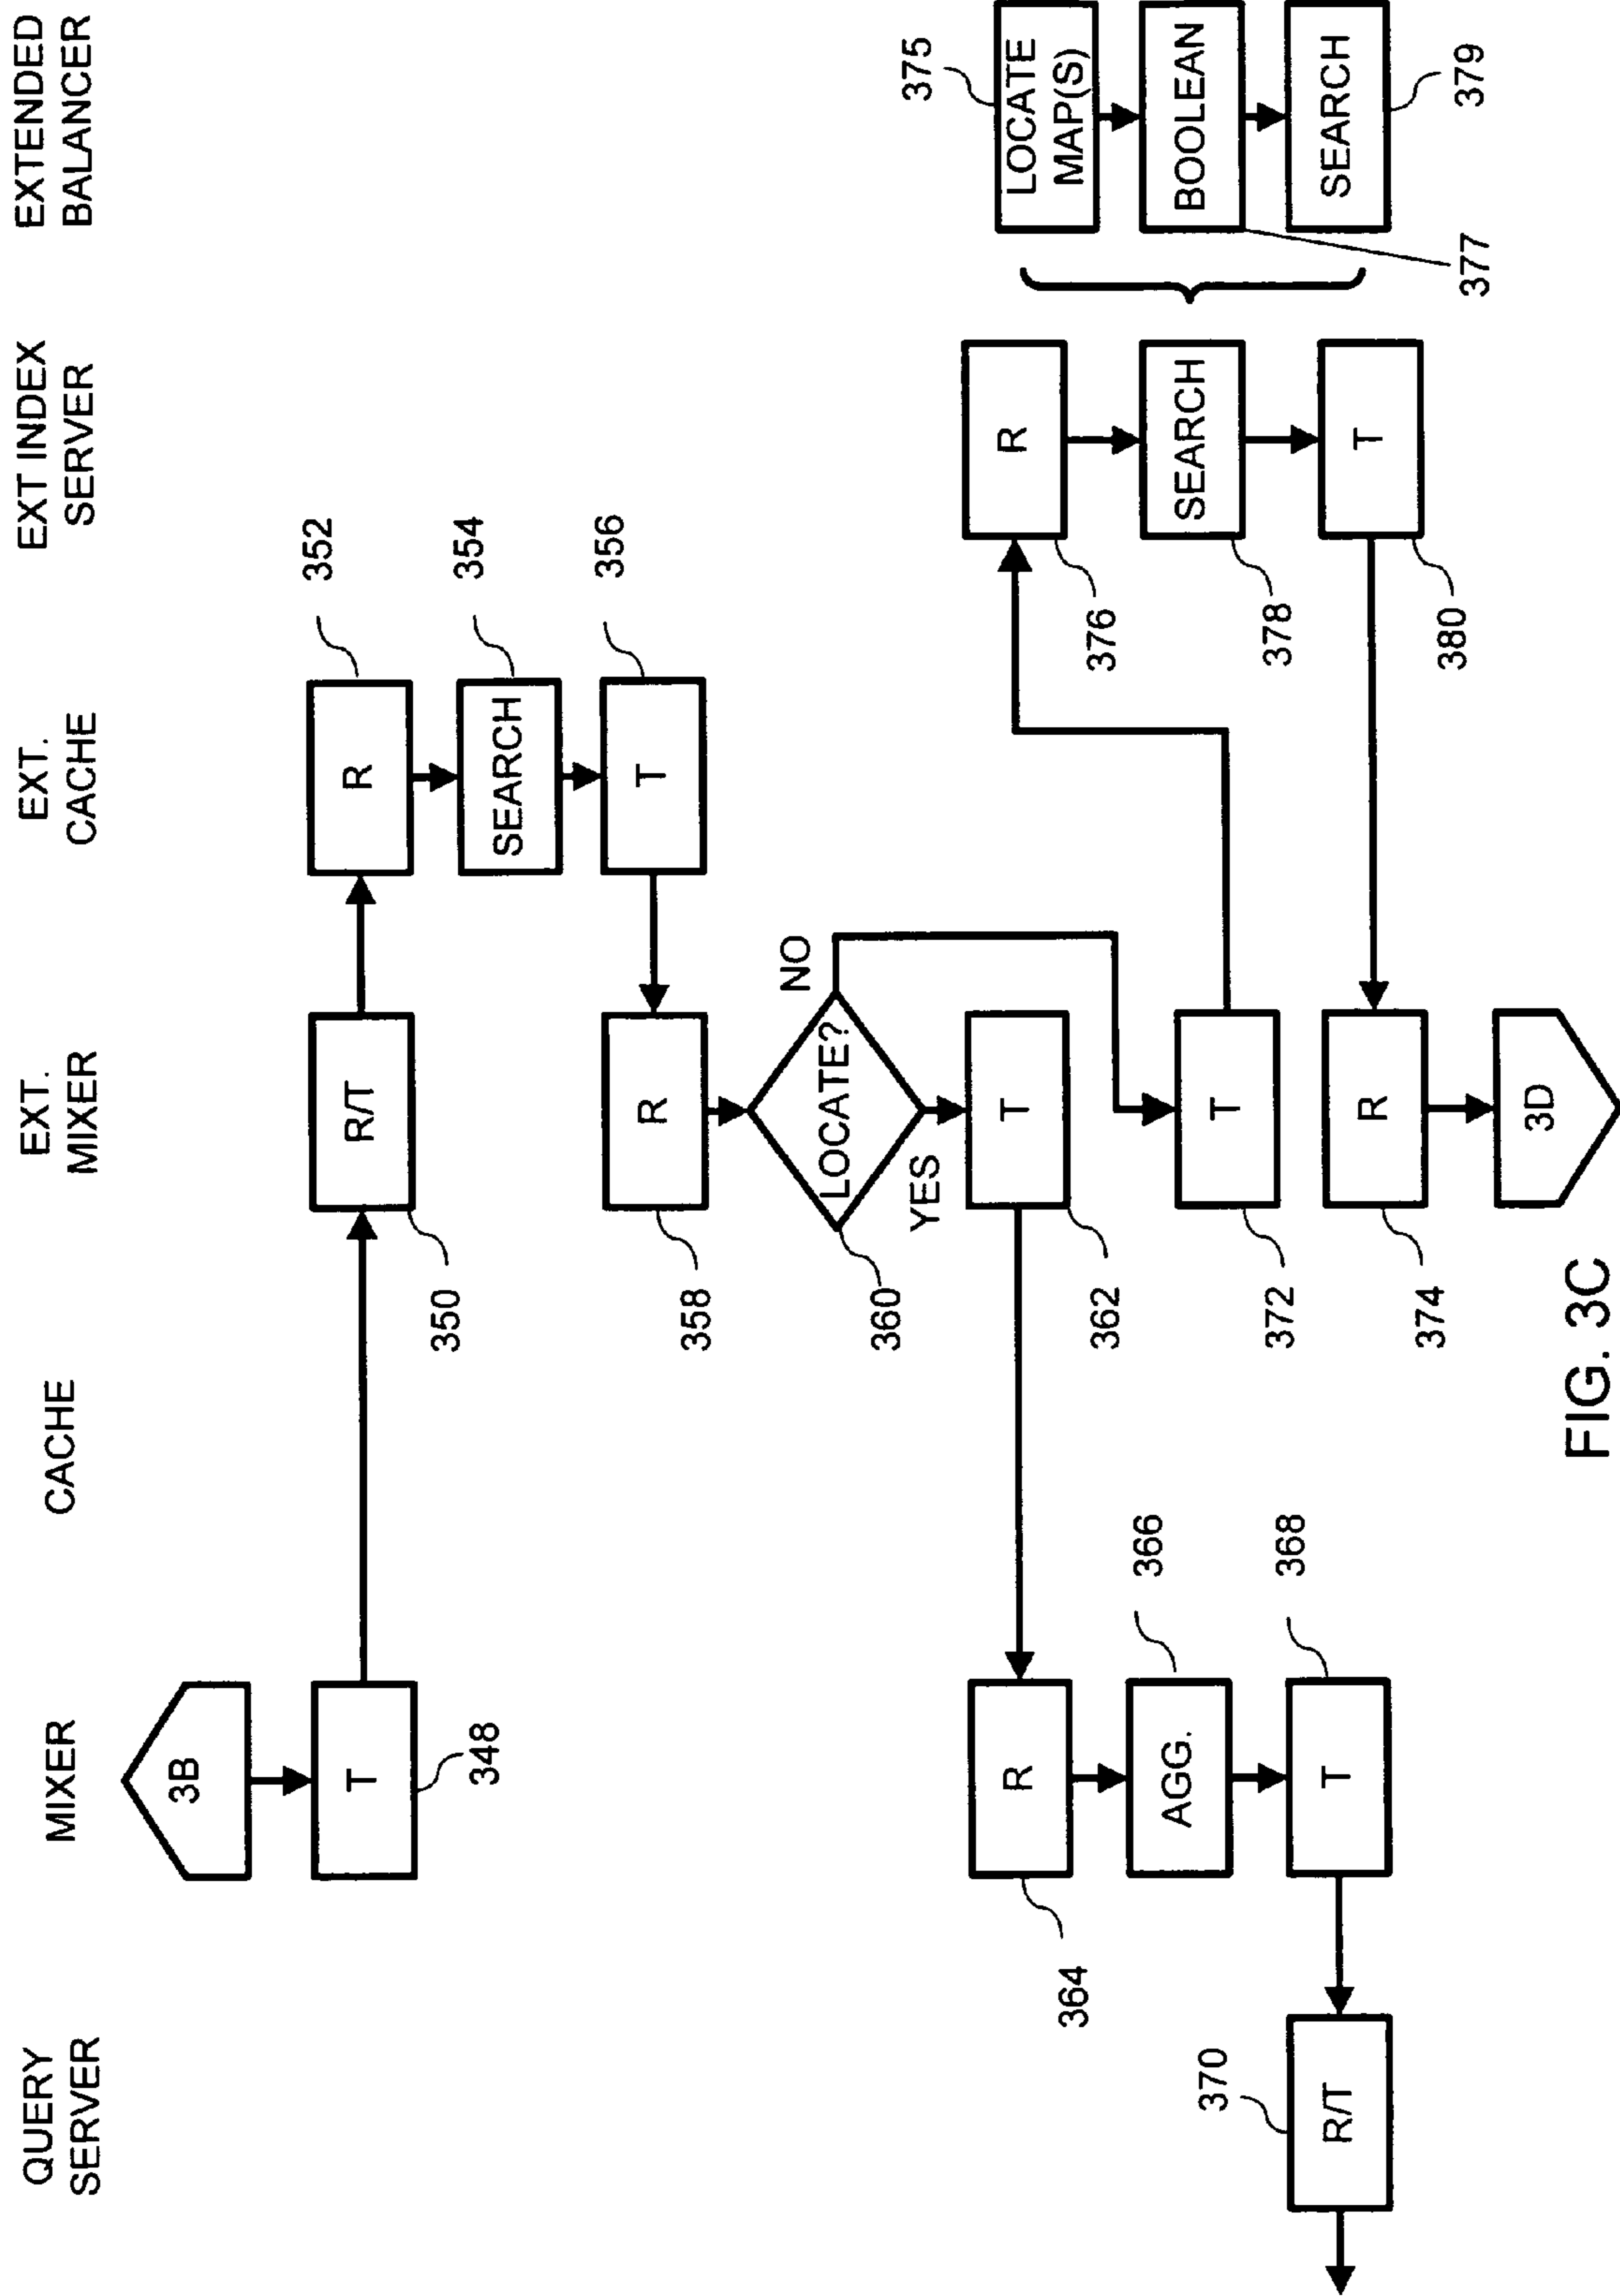 QUERY
SERVER
MIXER
CACHE
EXT.
MIXER
EXT.
CACHE
EXT INDEX
SERVER
EXTENDED
BALANCER
3B
T
348
R/T
350
R
352
SEARCH
354
T
356
R
358
LOCATE?
360
NO
YES
T
362
R
364
AGG.
366
T
368
R/T
370
T
372
R
376
SEARCH
378
T
380
R
374
3D
LOCATE
MAP(S)
375
BOOLEAN
377
SEARCH
379
FIG. 3C